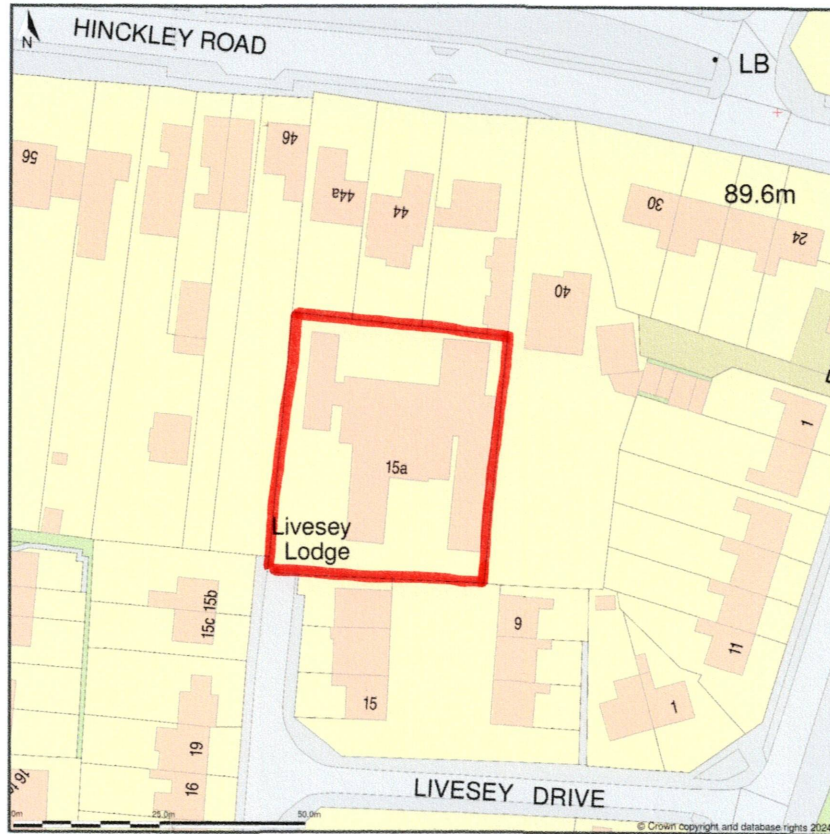 N
HINCKLEY ROAD
LB
56
46
44a
44
40
30
89.6m
24
15a
Livesey
Lodge
1
11
15c 15b
9
15
1
19
16
LIVESEY DRIVE
0m
25.0m
50.0m
© Crown copyright and database rights 2024